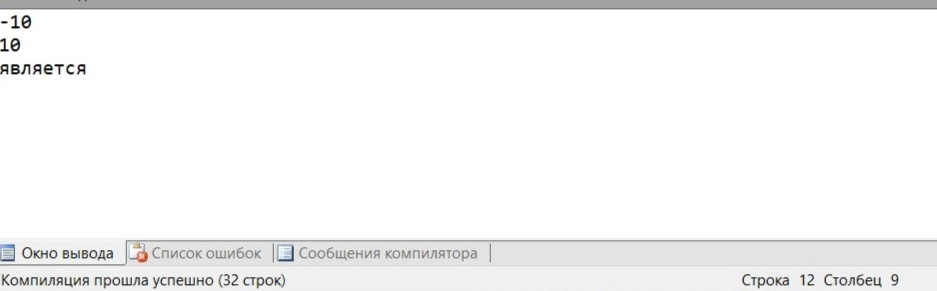 -10
10
является
Окно вывода Список ошибок Сообщения компилятора
Компиляция прошла успешно (32 строк) Строка 12 Столбец 9